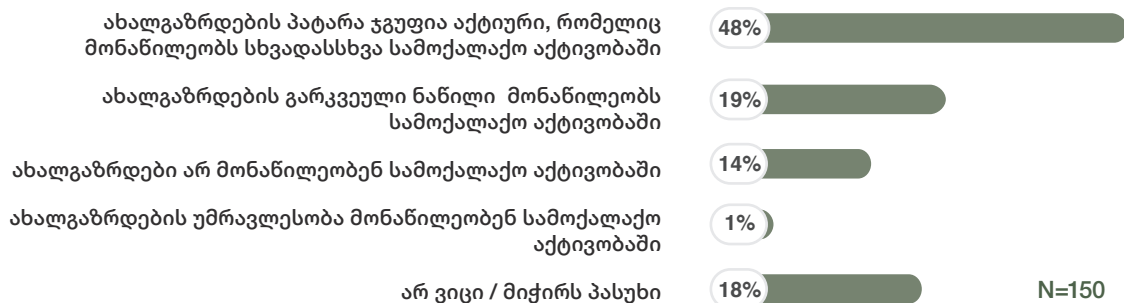 ახალგაზრდების პატარა ჯგუფია აქტიური, რომელიც
მონაწილეობს სხვადასსხვა სამოქალაქო აქტივობაში
48%
ახალგაზრდების გარკვეული ნაწილი მონაწილეობს
სამოქალაქო აქტივობაში
19%
ახალგაზრდები არ მონაწილეობენ სამოქალაქო აქტივობაში
14%
ახალგაზრდების უმრავლესობა მონაწილეობენ სამოქალაქო
აქტივობაში
1%
არ ვიცი / მიჭირს პასუხი
18%
N=150